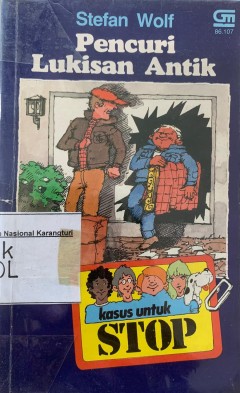 Stefan Wolf
GM
86.107
Pencuri
Lukisan Antik
Nasional Karangturi
k
OL
kasus untuk
STOP